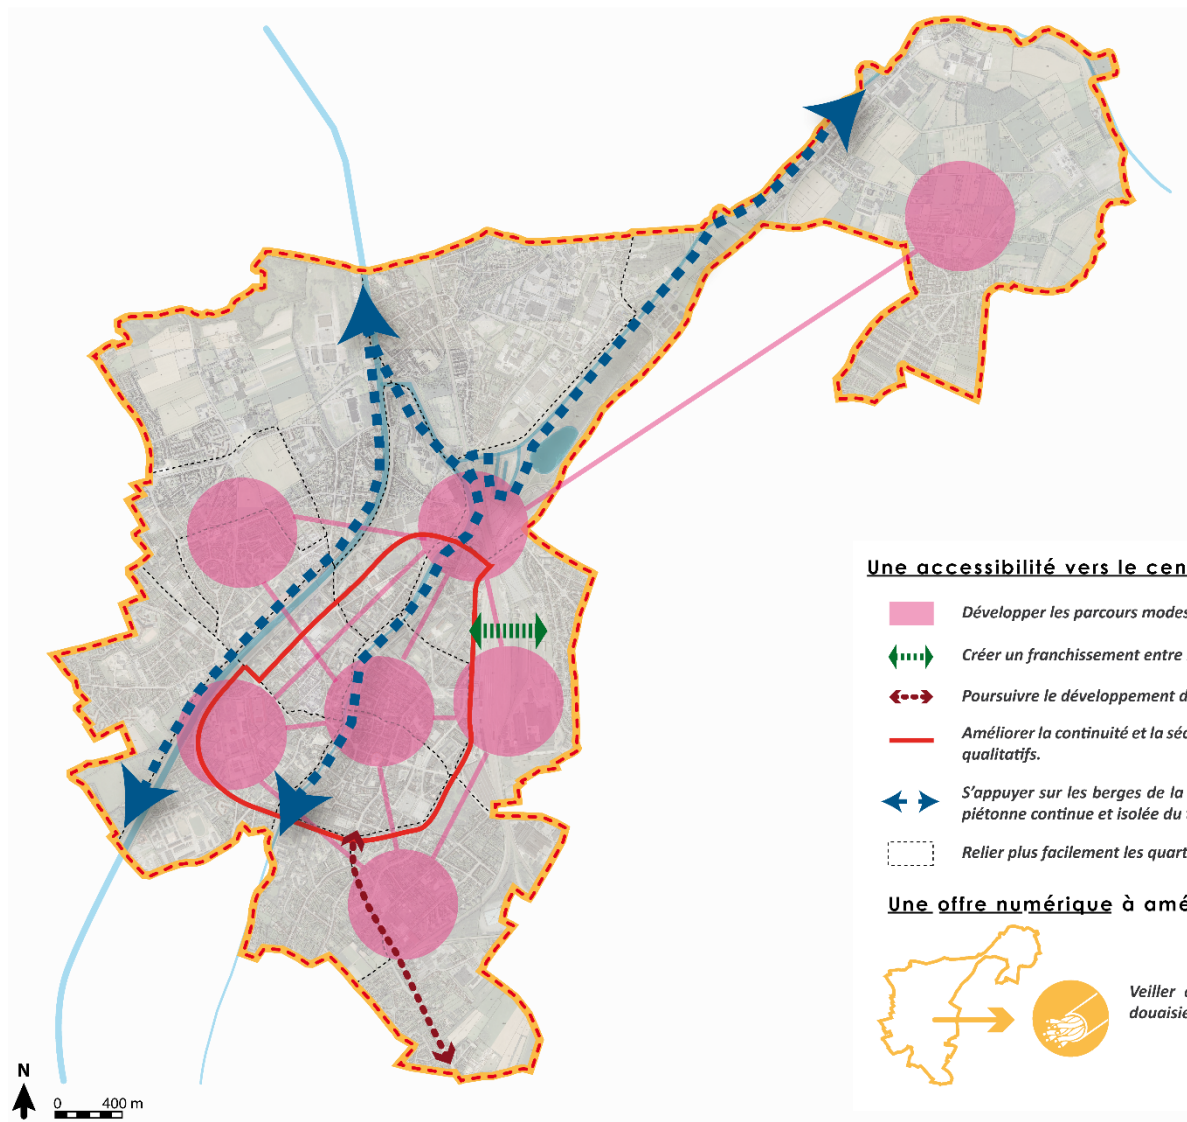 Une accessibilité vers le cen
Développer les parcours modes
Créer un franchissement entre
Poursuivre le développement d
Améliorer la continuité et la séc
qualitatifs.
S'appuyer sur les berges de la
piétonne continue et isolée du
Relier plus facilement les quart
Une offre numérique à amé
Veiller
douaisie
N
0 400 m